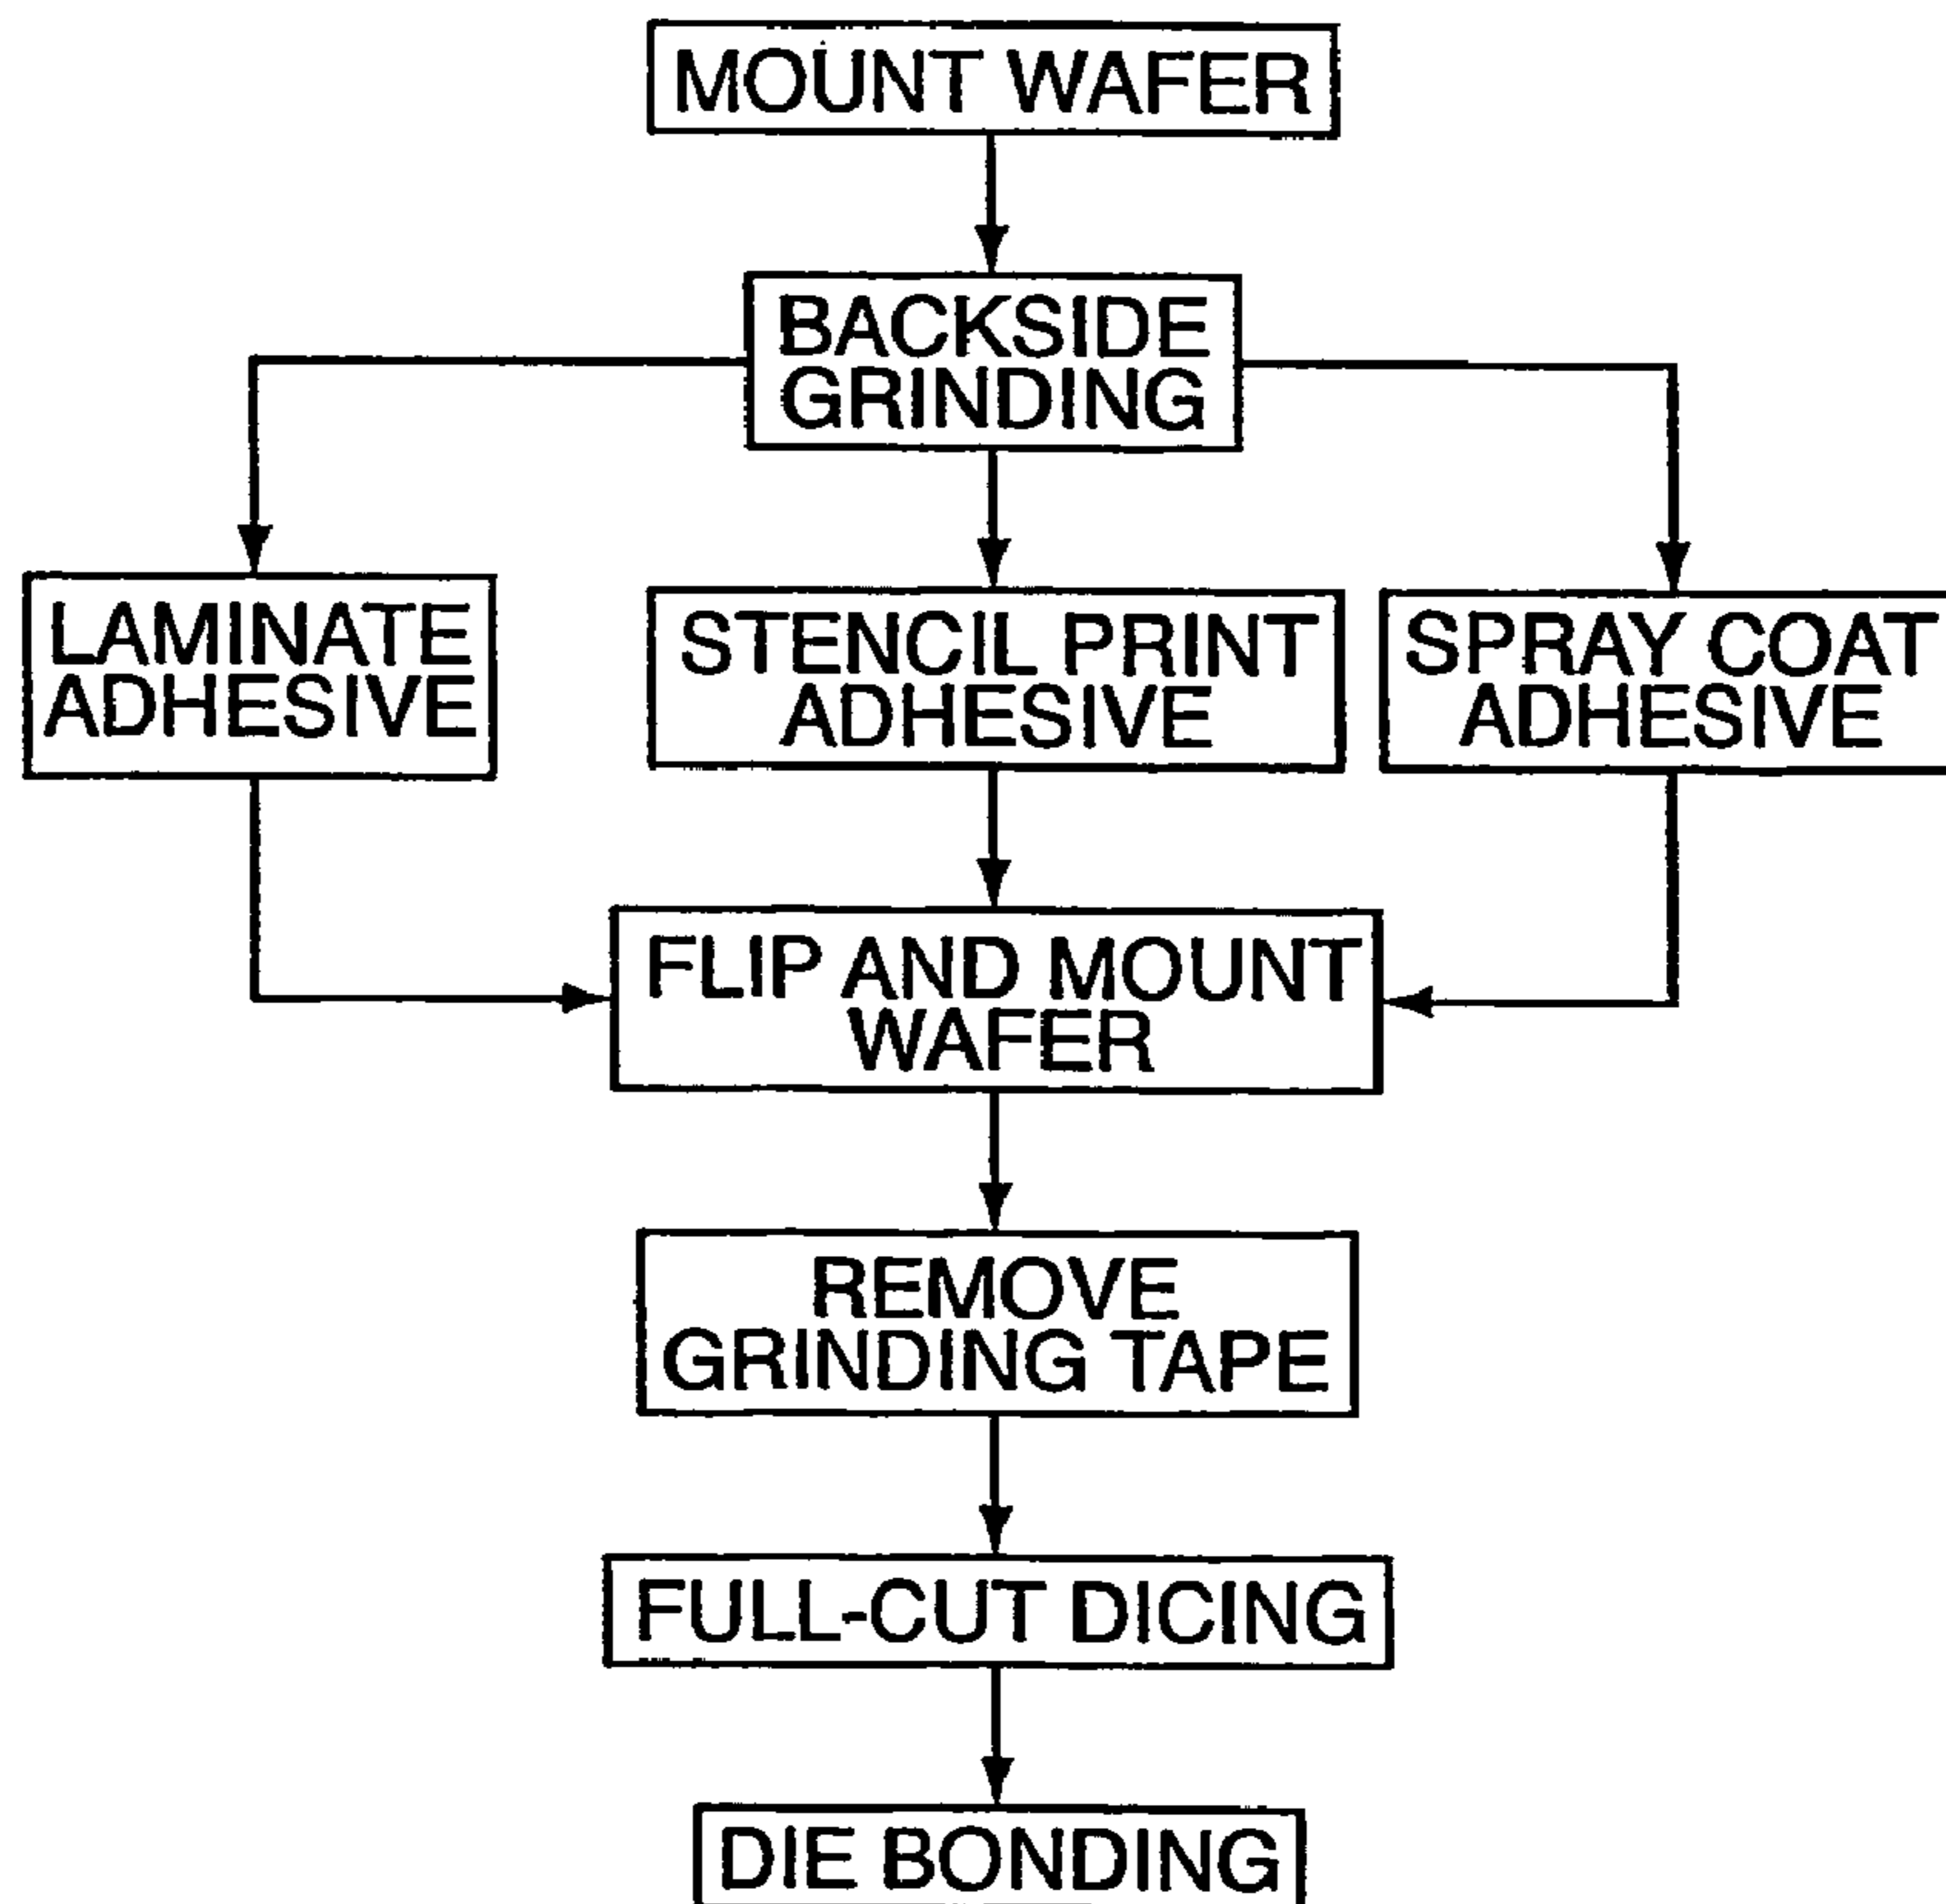 MOUNT WAFER
BACKSIDE
GRINDING
LAMINATE
ADHESIVE
STENCIL PRINT
ADHESIVE
SPRAY COAT
ADHESIVE
FLIP AND MOUNT
WAFER
REMOVE
GRINDING TAPE
FULL-CUT DICING
DIE BONDING